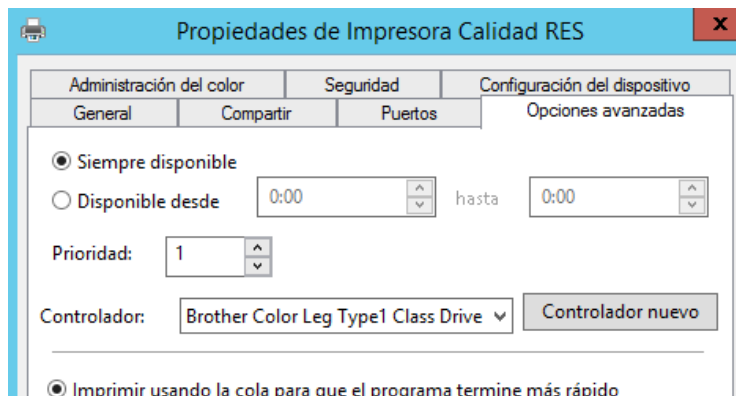 Propiedades de Impresora Calidad RES
x
Administración del color Seguridad Configuración del dispositivo
General Compartir Puertos Opciones avanzadas
Siempre disponible
Disponible desde 0:00 hasta 0:00
Prioridad: 1
Controlador: Brother Color Leg Type1 Class Drive Controlador nuevo
Imprimir usando la cola para que el programa termine más rápido